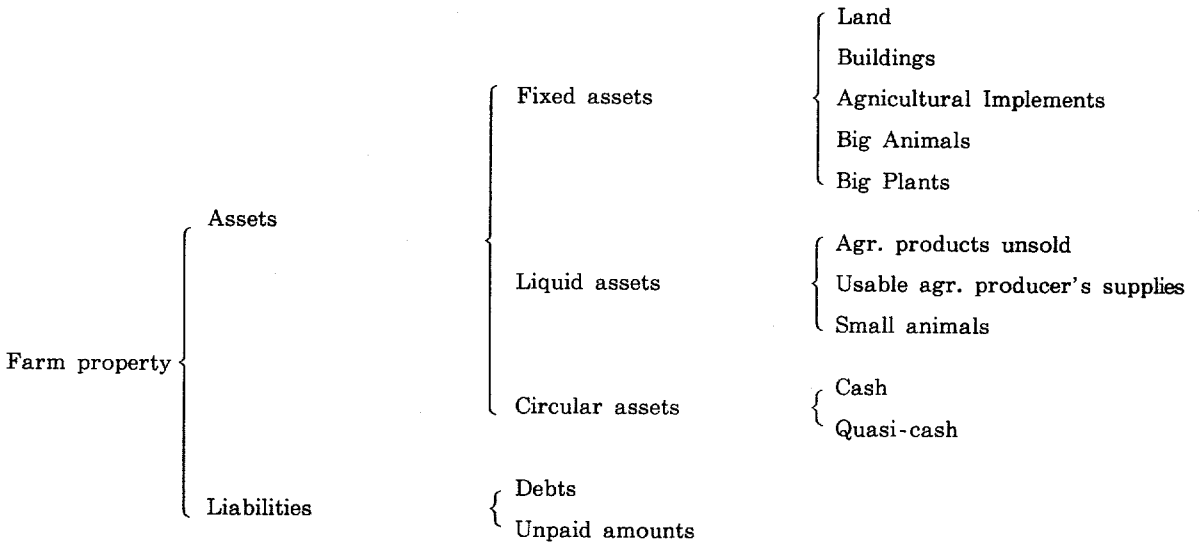 Farm property
Assets
Fixed assets
Land
Buildings
Agnicultural Implements
Big Animals
Big Plants
Liquid assets
Agr. products unsold
Usable agr. producer's supplies
Small animals
Circular assets
Cash
Quasi-cash
Liabilities
Debts
Unpaid amounts